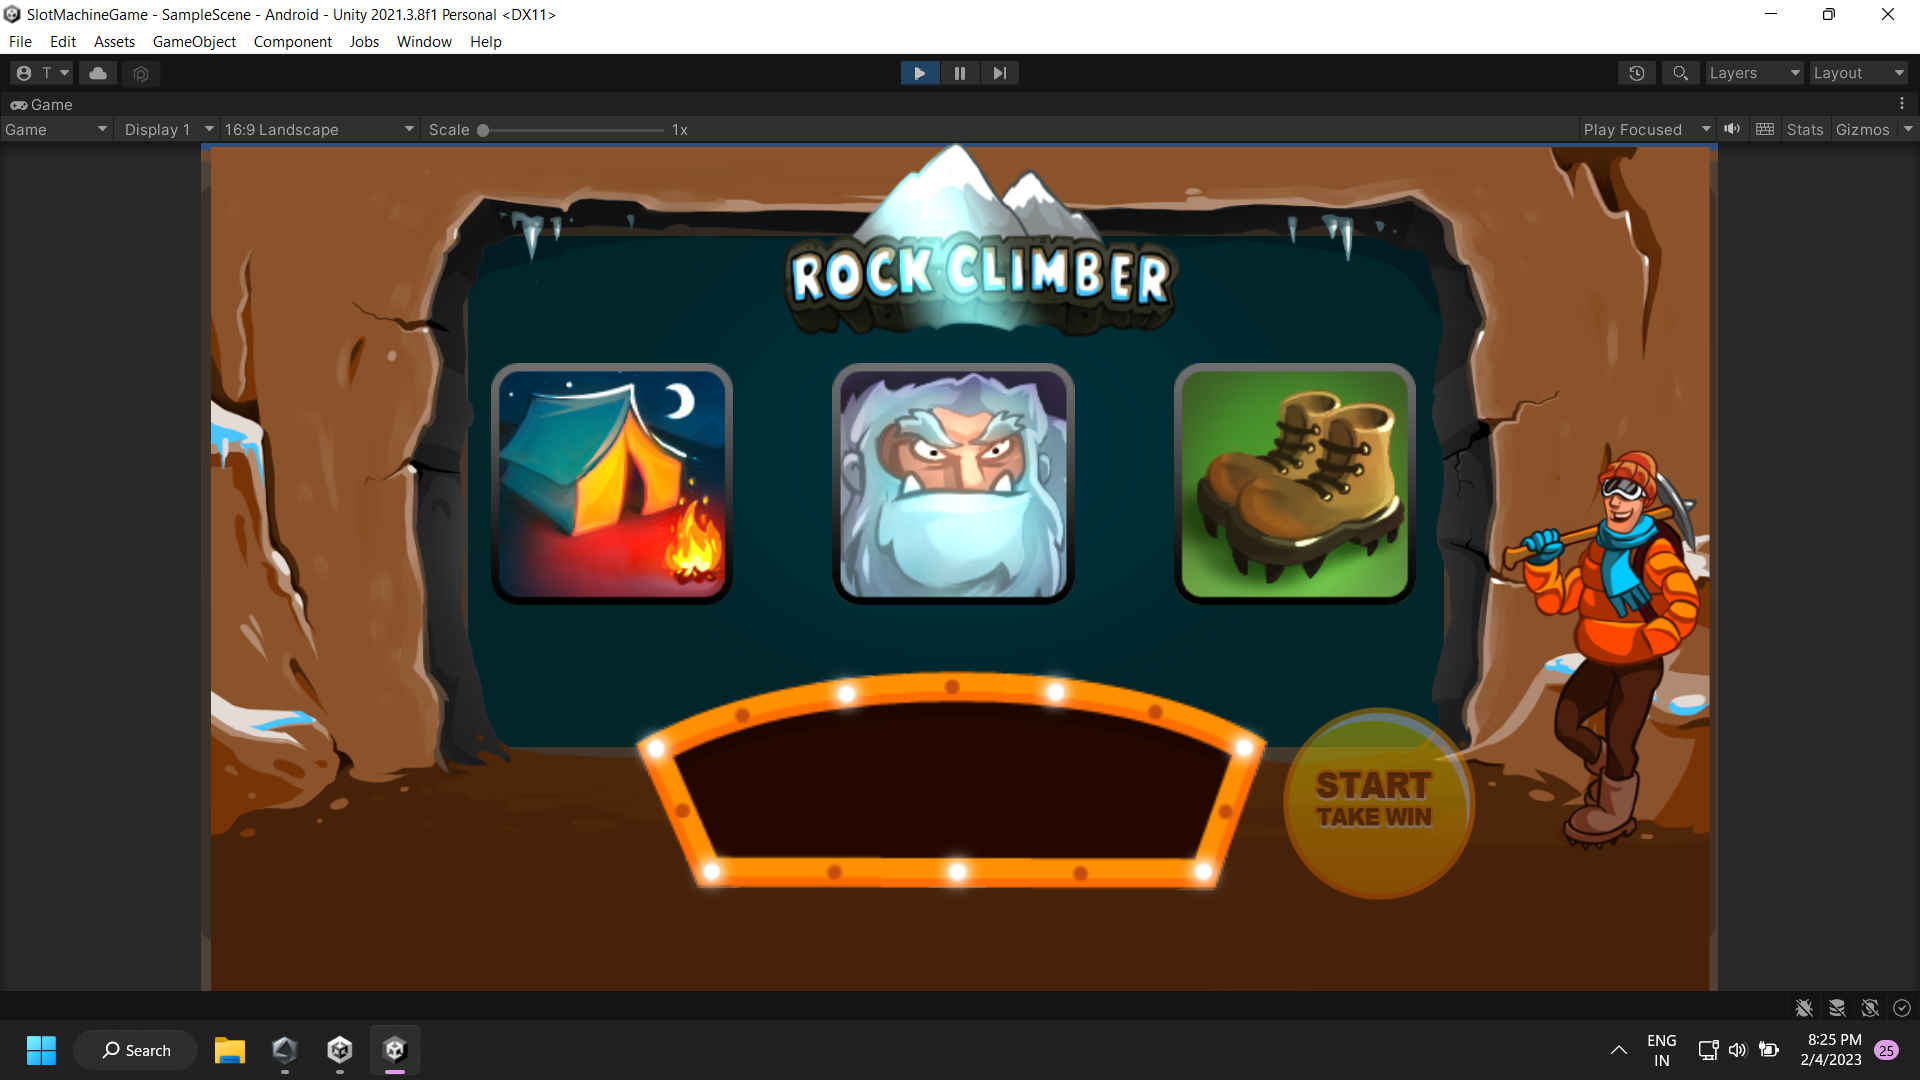 SlotMachineGame - SampleScene - Android - Unity 2021.3.8f1 Personal <DX11>
File Edit Assets GameObject Component Jobs Window Help
T Layers Layout
Game
Game Display 1 16:9 Landscape Scale 1x Play Focused Stats Gizmos
ROCK CLIMBER
START
TAKE WIN
Search
ENG
IN
8:25 PM
2/4/2023
25